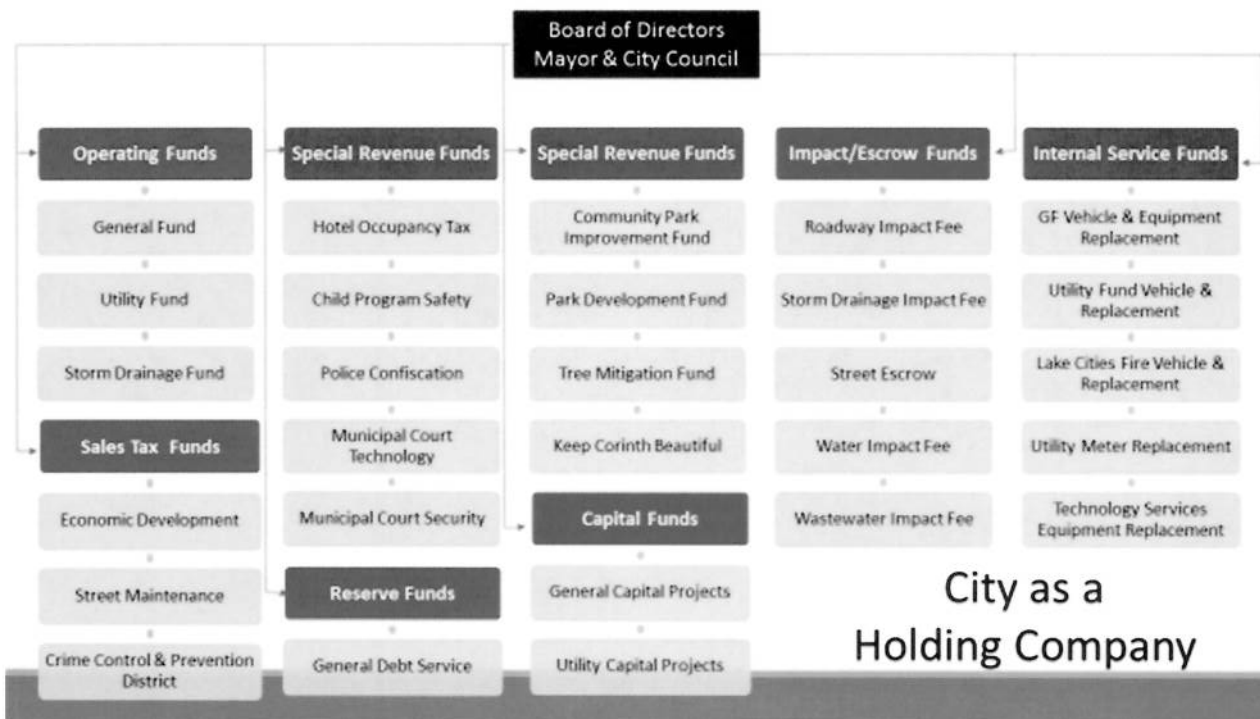 Board of Directors
Mayor & City Council
Operating Funds
General Fund
Utility Fund
Storm Drainage Fund
Sales Tax Funds
Economic Development
Street Maintenance
Crime Control & Prevention
District
Special Revenue Funds
Hotel Occupancy Tax
Child Program Safety
Police Confiscation
Municipal Court
Technology
Municipal Court Security
Reserve Funds
General Debt Service
Special Revenue Funds
Community Park
Improvement Fund
Park Development Fund
Tree Mitigation Fund
Keep Corinth Beautiful
Capital Funds
General Capital Projects
Utility Capital Projects
Impact/Escrow Funds
Roadway Impact Fee
Storm Drainage Impact Fee
Street Escrow
Water Impact Fee
Wastewater Impact Fee
Internal Service Funds
GF Vehicle & Equipment
Replacement
Utility Fund Vehicle &
Replacement
Lake Cities Fire Vehicle &
Replacement
Utility Meter Replacement
Technology Services
Equipment Replacement
City as a
Holding Company